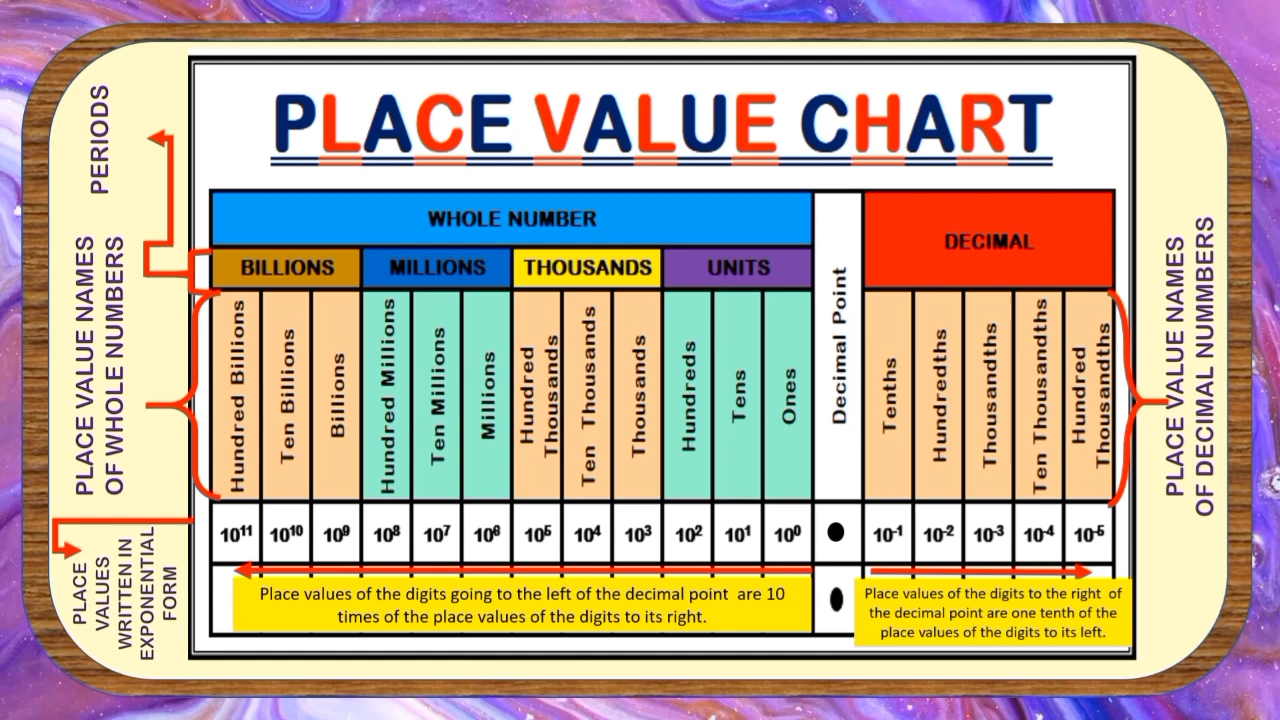 PLACE VALUE CHART
PERIODS
PLACE VALUE NAMES
OF WHOLE NUMBERS
PLACE
VALUES
WRITTEN IN
EXPONENTIAL
FORM
WHOLE NUMBER
DECIMAL
BILLIONS MILLIONS THOUSANDS UNITS
Hundred Billions
Ten Billions
Billions
Hundred Millions
Ten Millions
Millions
Hundred
Thousands
Ten Thousands
Thousands
Hundreds
Tens
Ones
Decimal Point
Tenths
Hundredths
Thousandths
Ten Thousandths
Hundred
Thousandths
10¹¹ 10¹⁰ 10⁹ 10⁸ 10⁷ 10⁶ 10⁵ 10⁴ 10³ 10² 10¹ 10⁰ 10⁻¹ 10⁻² 10⁻³ 10⁻⁴ 10⁻⁵
Place values of the digits going to the left of the decimal point are 10
times of the place values of the digits to its right.
Place values of the digits to the right of
the decimal point are one tenth of the
place values of the digits to its left.
PLACE VALUE NAMES
OF DECIMAL NUMMBERS